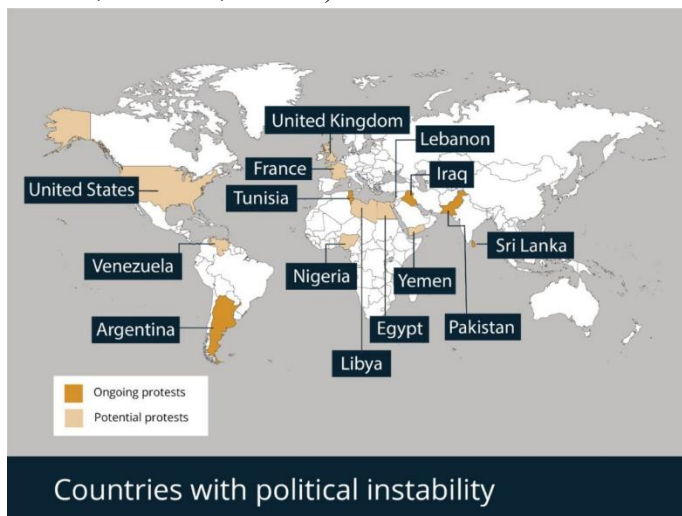 United Kingdom
Lebanon
France
Iraq
United States
Tunisia
Sri Lanka
Venezuela
Nigeria
Yemen
Argentina
Egypt
Pakistan
Libya
Ongoing protests
Potential protests
Countries with political instability